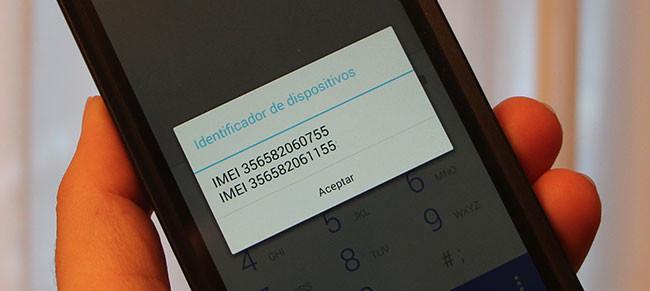 Identificador de dispositivos
IMEI 356582060755
IMEI 356582061155
Aceptar
4 GHI
5 JKL
6 MNO
8 TUV
9 WXYZ
# ;